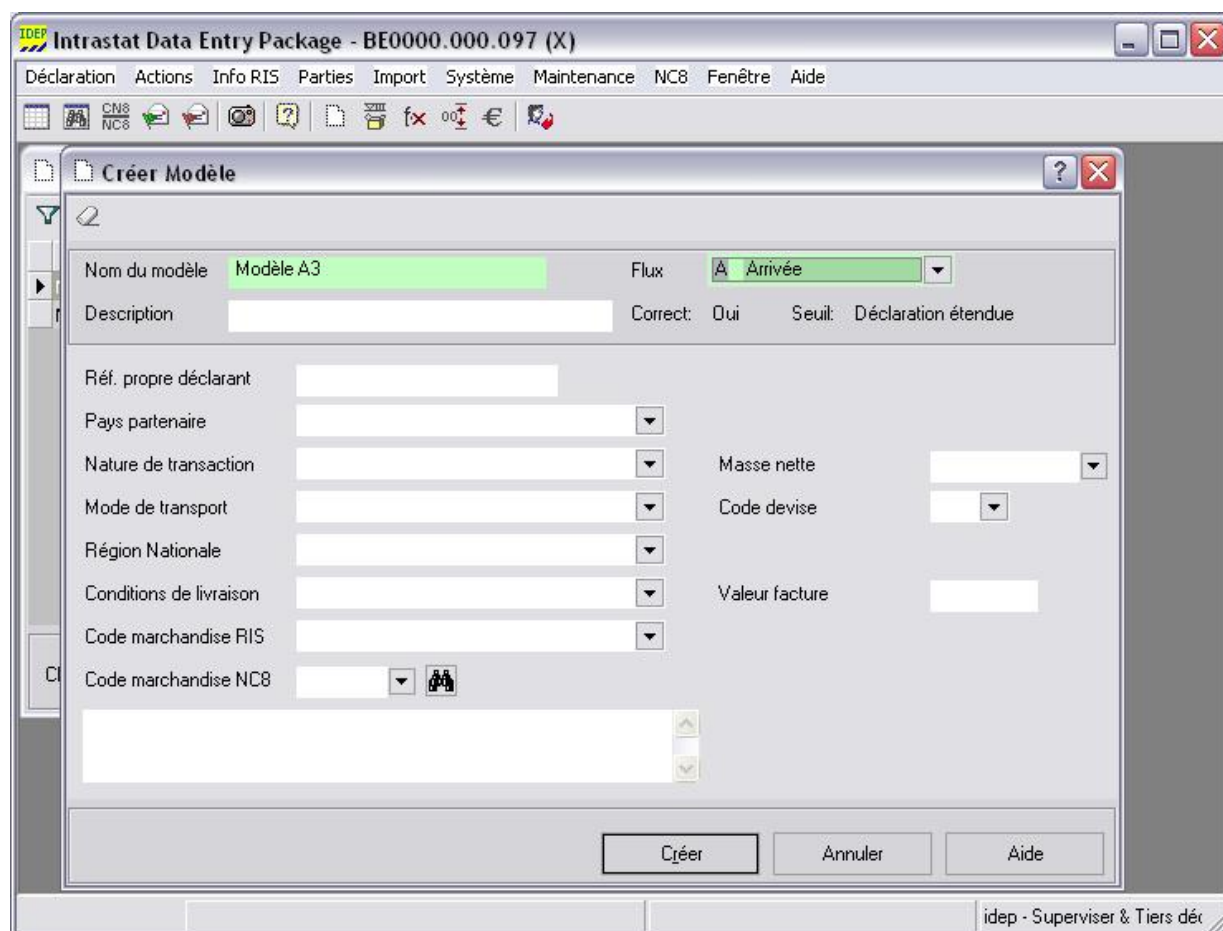 IDEP Intrastat Data Entry Package - BE0000.000.097 (X)
Déclaration Actions Info RIS Parties Import Système Maintenance NC8 Fenêtre Aide
CN8
NC8
Créer Modèle
Nom du modèle Modèle A3 Flux A Arrivée
Description Correct: Oui Seuil: Déclaration étendue
Réf. propre déclarant
Pays partenaire
Nature de transaction Masse nette
Mode de transport Code devise
Région Nationale
Conditions de livraison Valeur facture
Code marchandise RIS
Code marchandise NC8
Créer Annuler Aide
idep - Superviser & Tiers déc